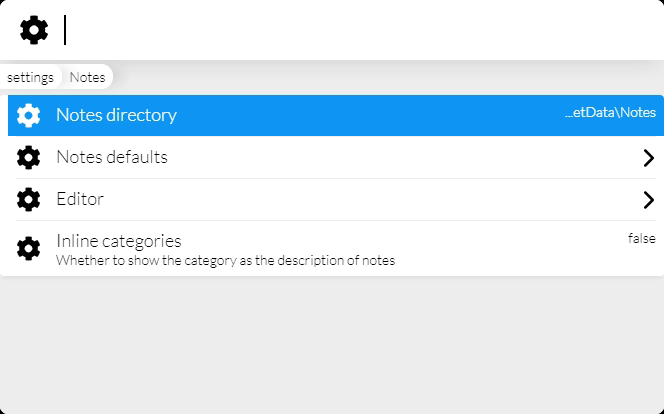 settings Notes
Notes directory ...etData\Notes
Notes defaults
Editor
Inline categories false
Whether to show the category as the description of notes